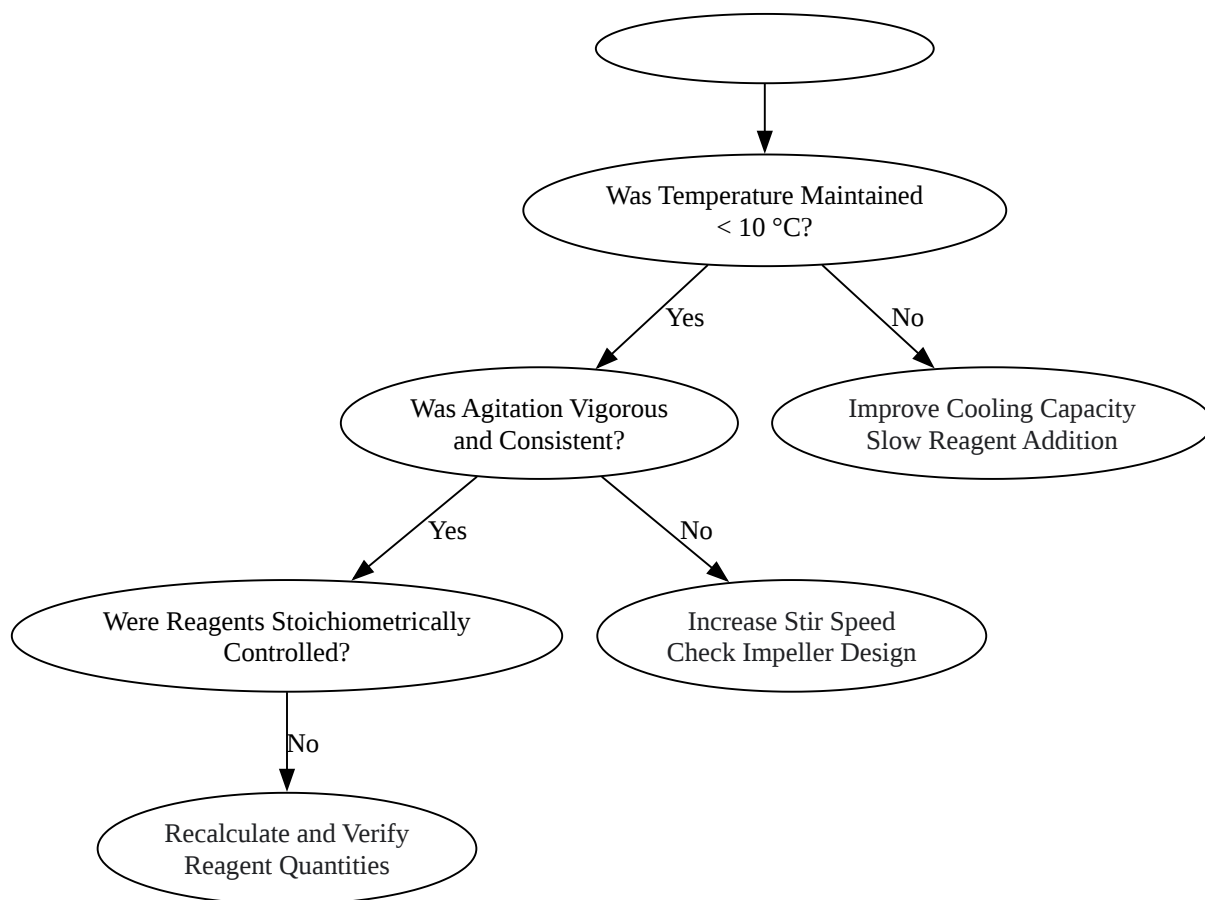 Was Temperature Maintained
< 10 °C?
Yes
No
Was Agitation Vigorous
and Consistent?
Improve Cooling Capacity
Slow Reagent Addition
Yes
No
Were Reagents Stoichiometrically
Controlled?
Increase Stir Speed
Check Impeller Design
No
Recalculate and Verify
Reagent Quantities